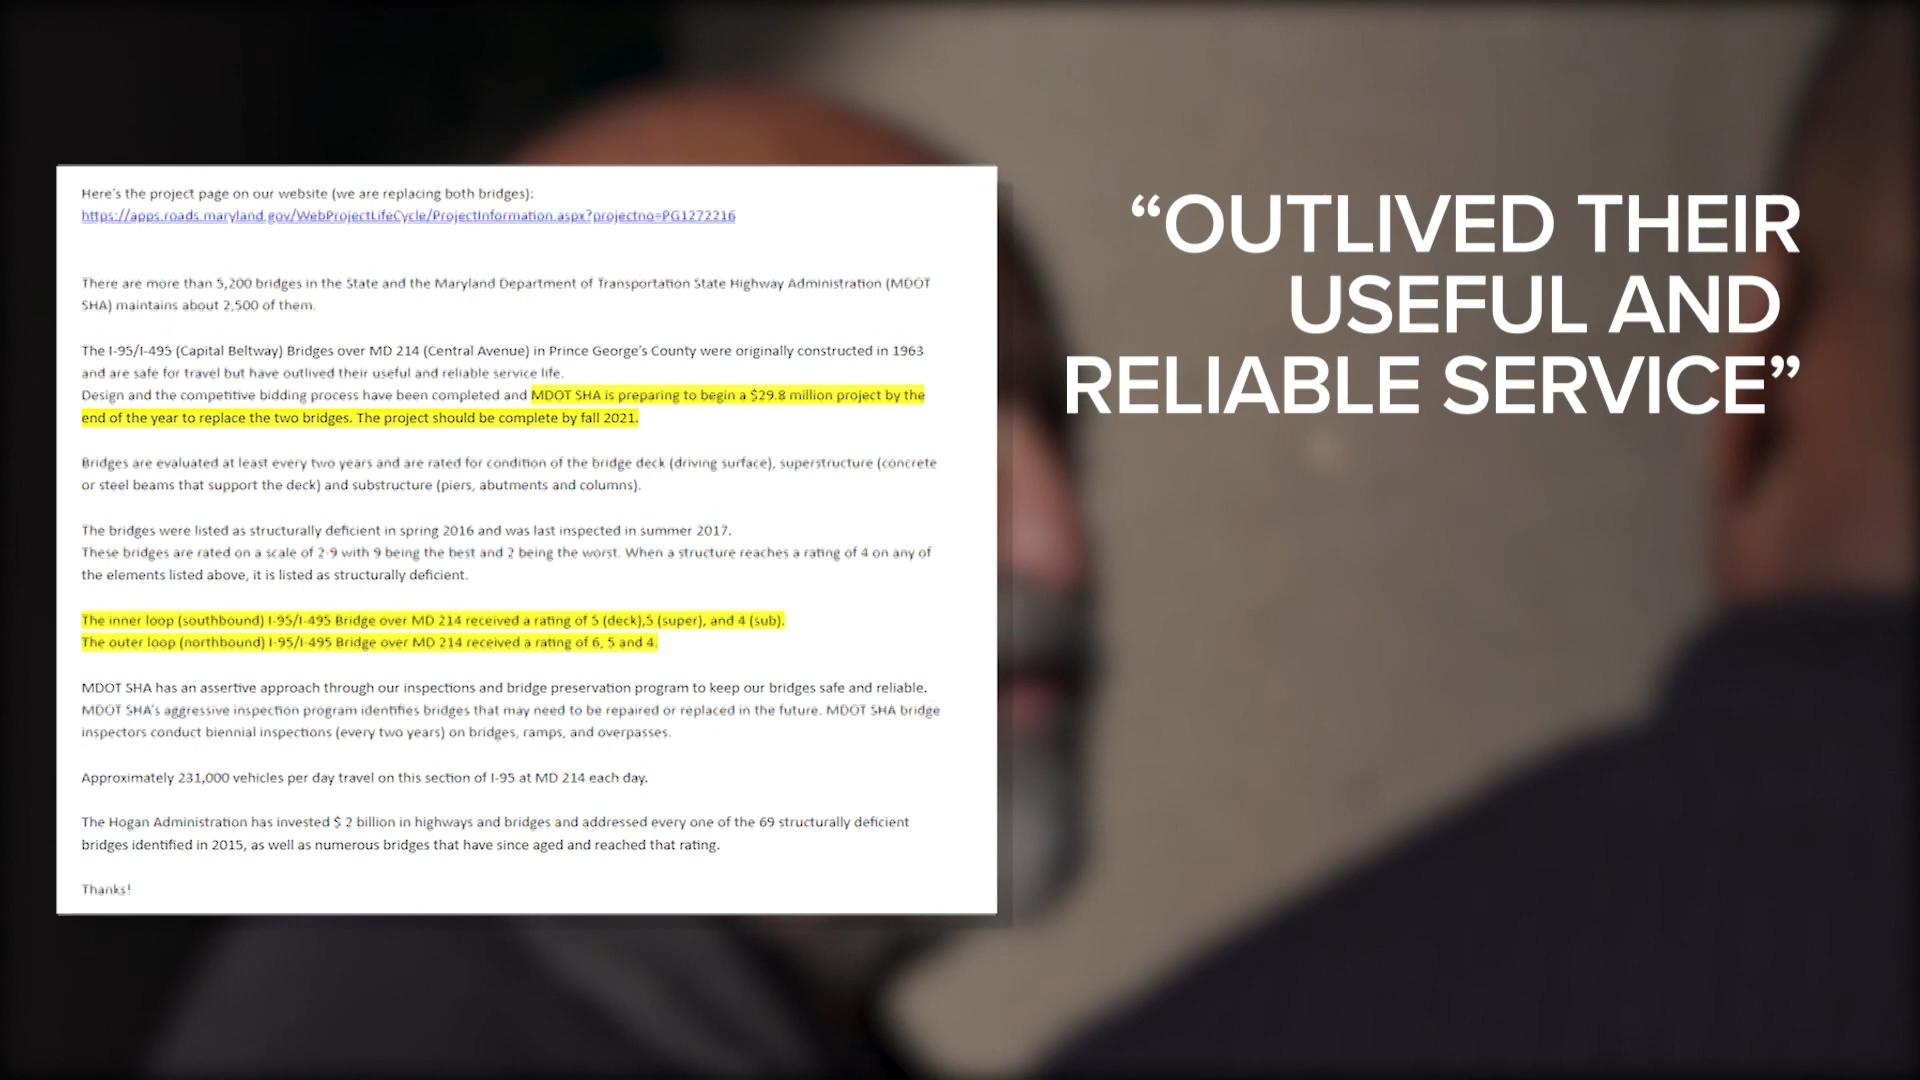 Here's the project page on our website (we are replacing both bridges):
https://apps.roads.maryland.gov/WebProjectLifeCycle/ProjectInformation.aspx?projectno=PG1272216
There are more than 5,200 bridges in the State and the Maryland Department of Transportation State Highway Administration (MDOT
SHA) maintains about 2,500 of them.
The I-95/I-495 (Capital Beltway) Bridges over MD 214 (Central Avenue) in Prince George's County were originally constructed in 1963
and are safe for travel but have outlived their useful and reliable service life.
Design and the competitive bidding process have been completed and MDOT SHA is preparing to begin a $29.8 million project by the
end of the year to replace the two bridges. The project should be complete by fall 2021.
Bridges are evaluated at least every two years and are rated for condition of the bridge deck (driving surface), superstructure (concrete
or steel beams that support the deck) and substructure (piers, abutments and columns).
The bridges were listed as structurally deficient in spring 2016 and was last inspected in summer 2017.
These bridges are rated on a scale of 2-9 with 9 being the best and 2 being the worst. When a structure reaches a rating of 4 on any of
the elements listed above, it is listed as structurally deficient.
The inner loop (southbound) I-95/I-495 Bridge over MD 214 received a rating of 5 (deck),5 (super), and 4 (sub).
The outer loop (northbound) I-95/I-495 Bridge over MD 214 received a rating of 6, 5 and 4.
MDOT SHA has an assertive approach through our inspections and bridge preservation program to keep our bridges safe and reliable.
MDOT SHA's aggressive inspection program identifies bridges that may need to be repaired or replaced in the future. MDOT SHA bridge
inspectors conduct biennial inspections (every two years) on bridges, ramps, and overpasses.
Approximately 231,000 vehicles per day travel on this section of I-95 at MD 214 each day.
The Hogan Administration has invested $ 2 billion in highways and bridges and addressed every one of the 69 structurally deficient
bridges identified in 2015, as well as numerous bridges that have since aged and reached that rating.
Thanks!
“OUTLIVED THEIR
USEFUL AND
RELIABLE SERVICE”